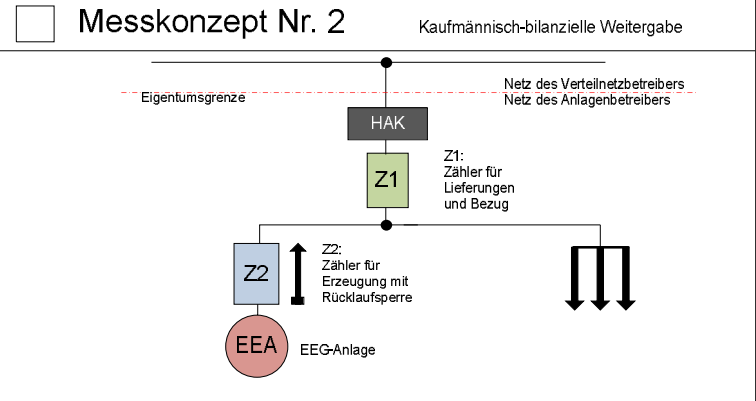 Messkonzept Nr. 2
Kaufmännisch-bilanzielle Weitergabe
Netz des Verteilnetzbetreibers
Eigentumsgrenze
Netz des Anlagenbetreibers
HAK
Z1
Z1:
Zähler für
Lieferungen
und Bezug
Z2
Z2:
Zähler für
Erzeugung mit
Rücklaufsperre
EEA
EEG-Anlage